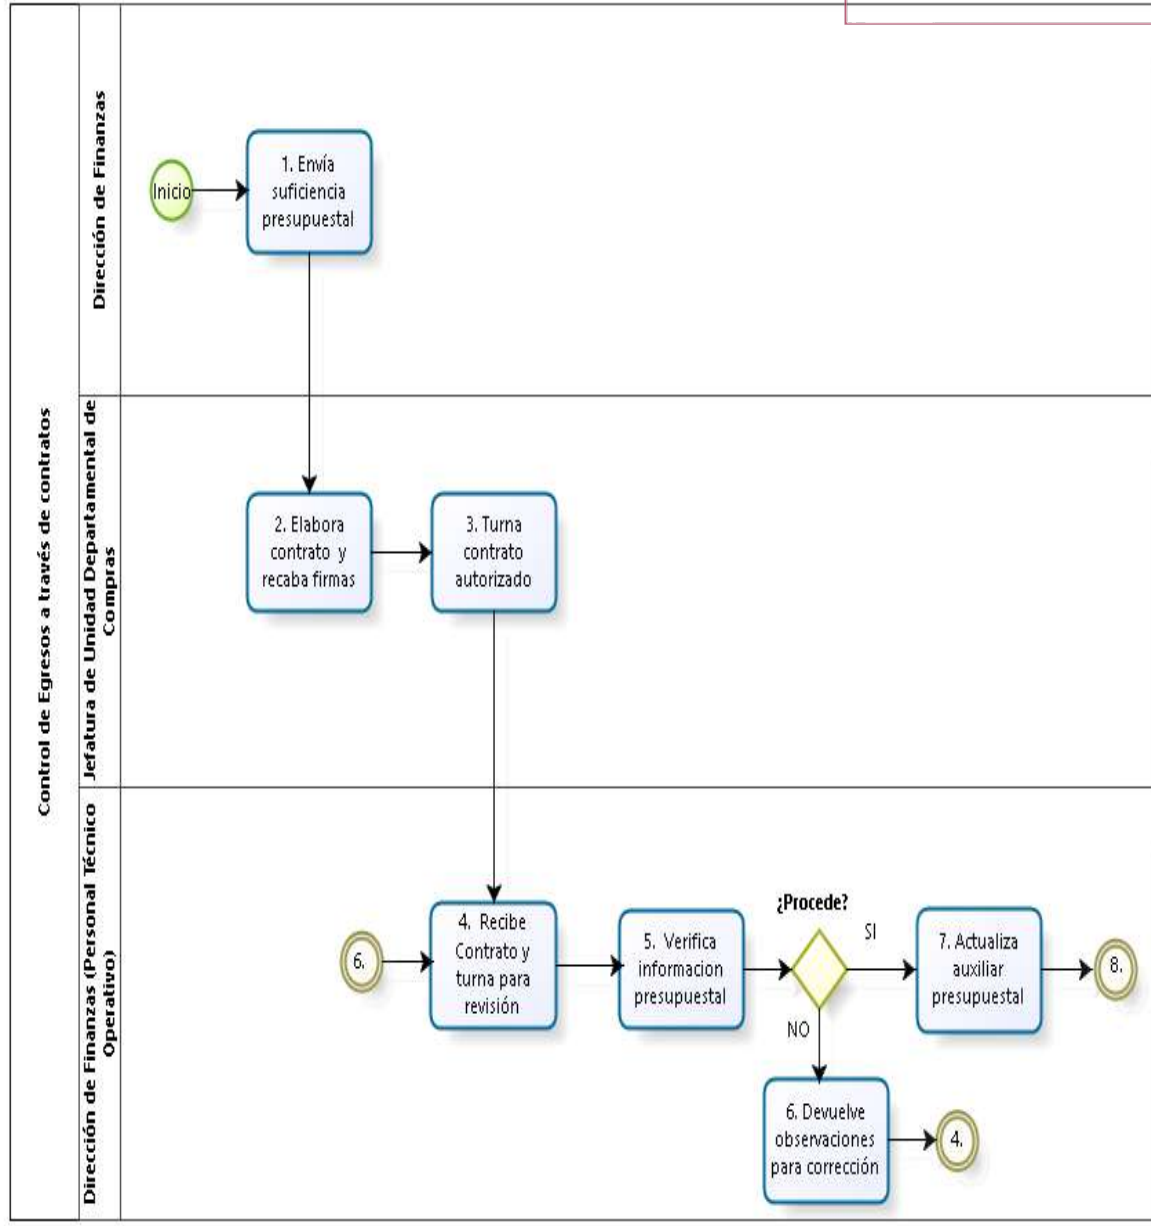 Control de Egresos a través de contratos
Dirección de Finanzas
Inicio
1. Envía
suficiencia
presupuestal
Jefatura de Unidad Departamental de
Compras
2. Elabora
contrato y
recaba firmas
3. Turna
contrato
autorizado
Dirección de Finanzas (Personal Técnico
Operativo)
6.
4. Recibe
Contrato y
turna para
revisión
5. Verifica
informacion
presupuestal
¿Procede?
SI
7. Actualiza
auxiliar
presupuestal
8.
NO
6. Devuelve
observaciones
para corrección
4.